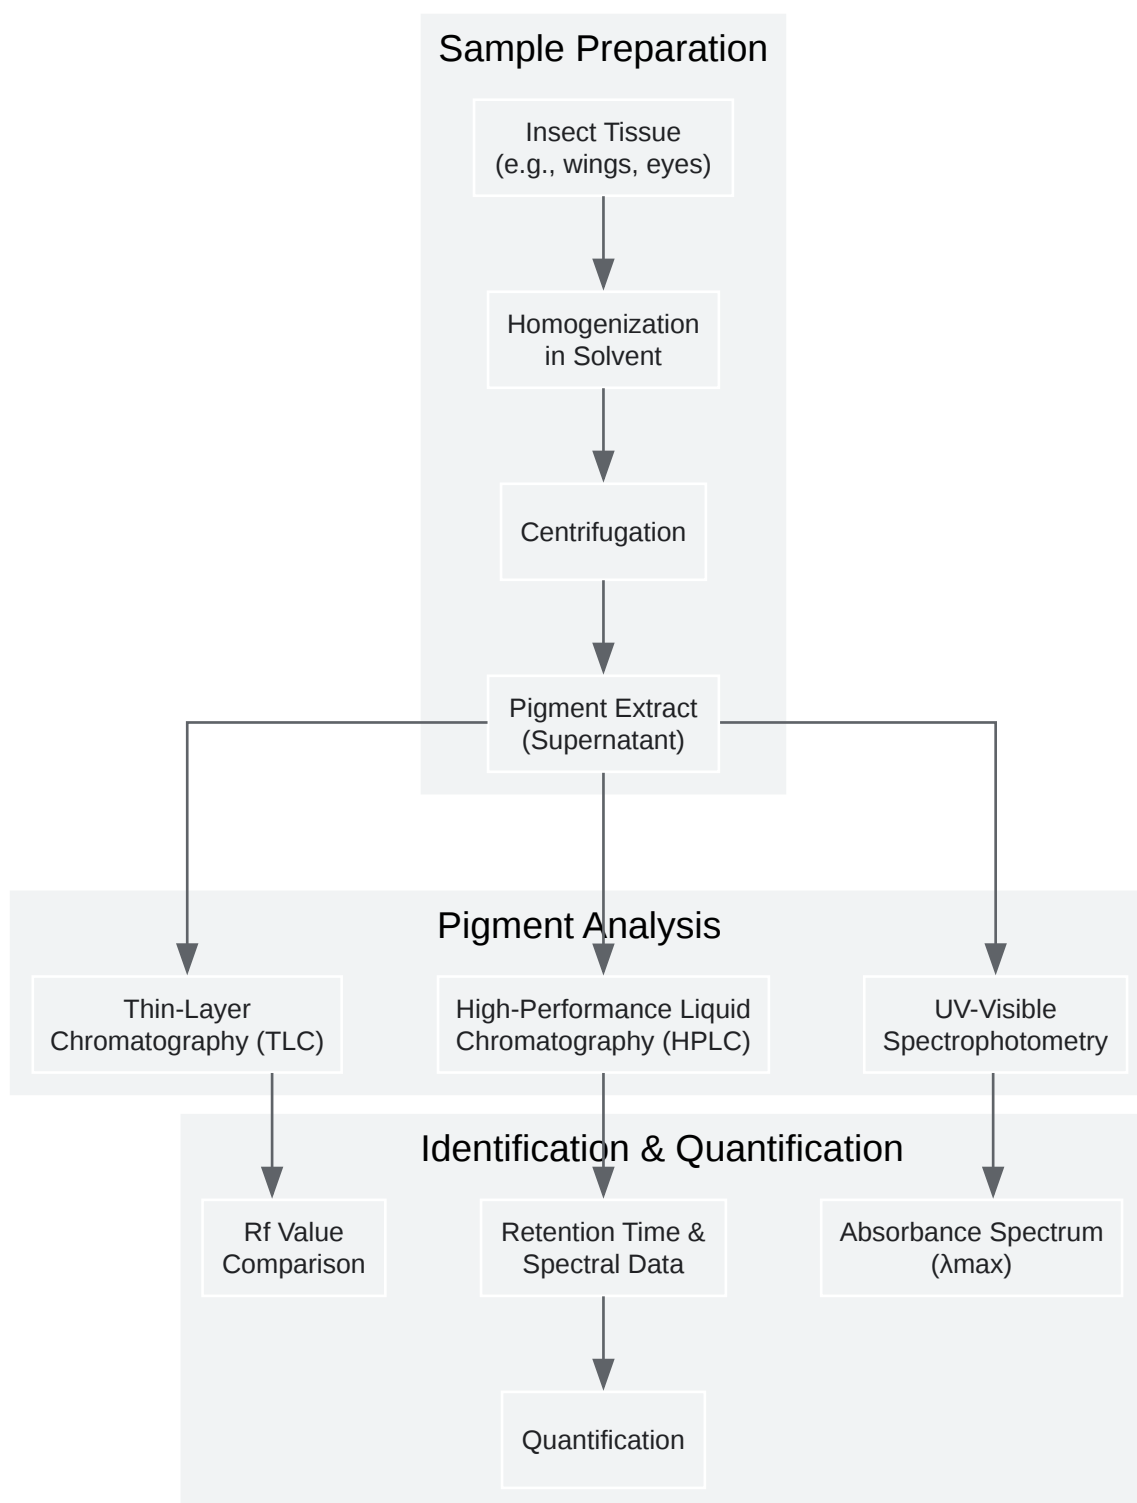 Sample Preparation
Insect Tissue
(e.g., wings, eyes)
Homogenization
in Solvent
Centrifugation
Pigment Extract
(Supernatant)
Pigment Analysis
Thin-Layer
Chromatography (TLC)
High-Performance Liquid
Chromatography (HPLC)
UV-Visible
Spectrophotometry
Identification & Quantification
Rf Value
Comparison
Retention Time &
Spectral Data
Absorbance Spectrum
(λmax)
Quantification